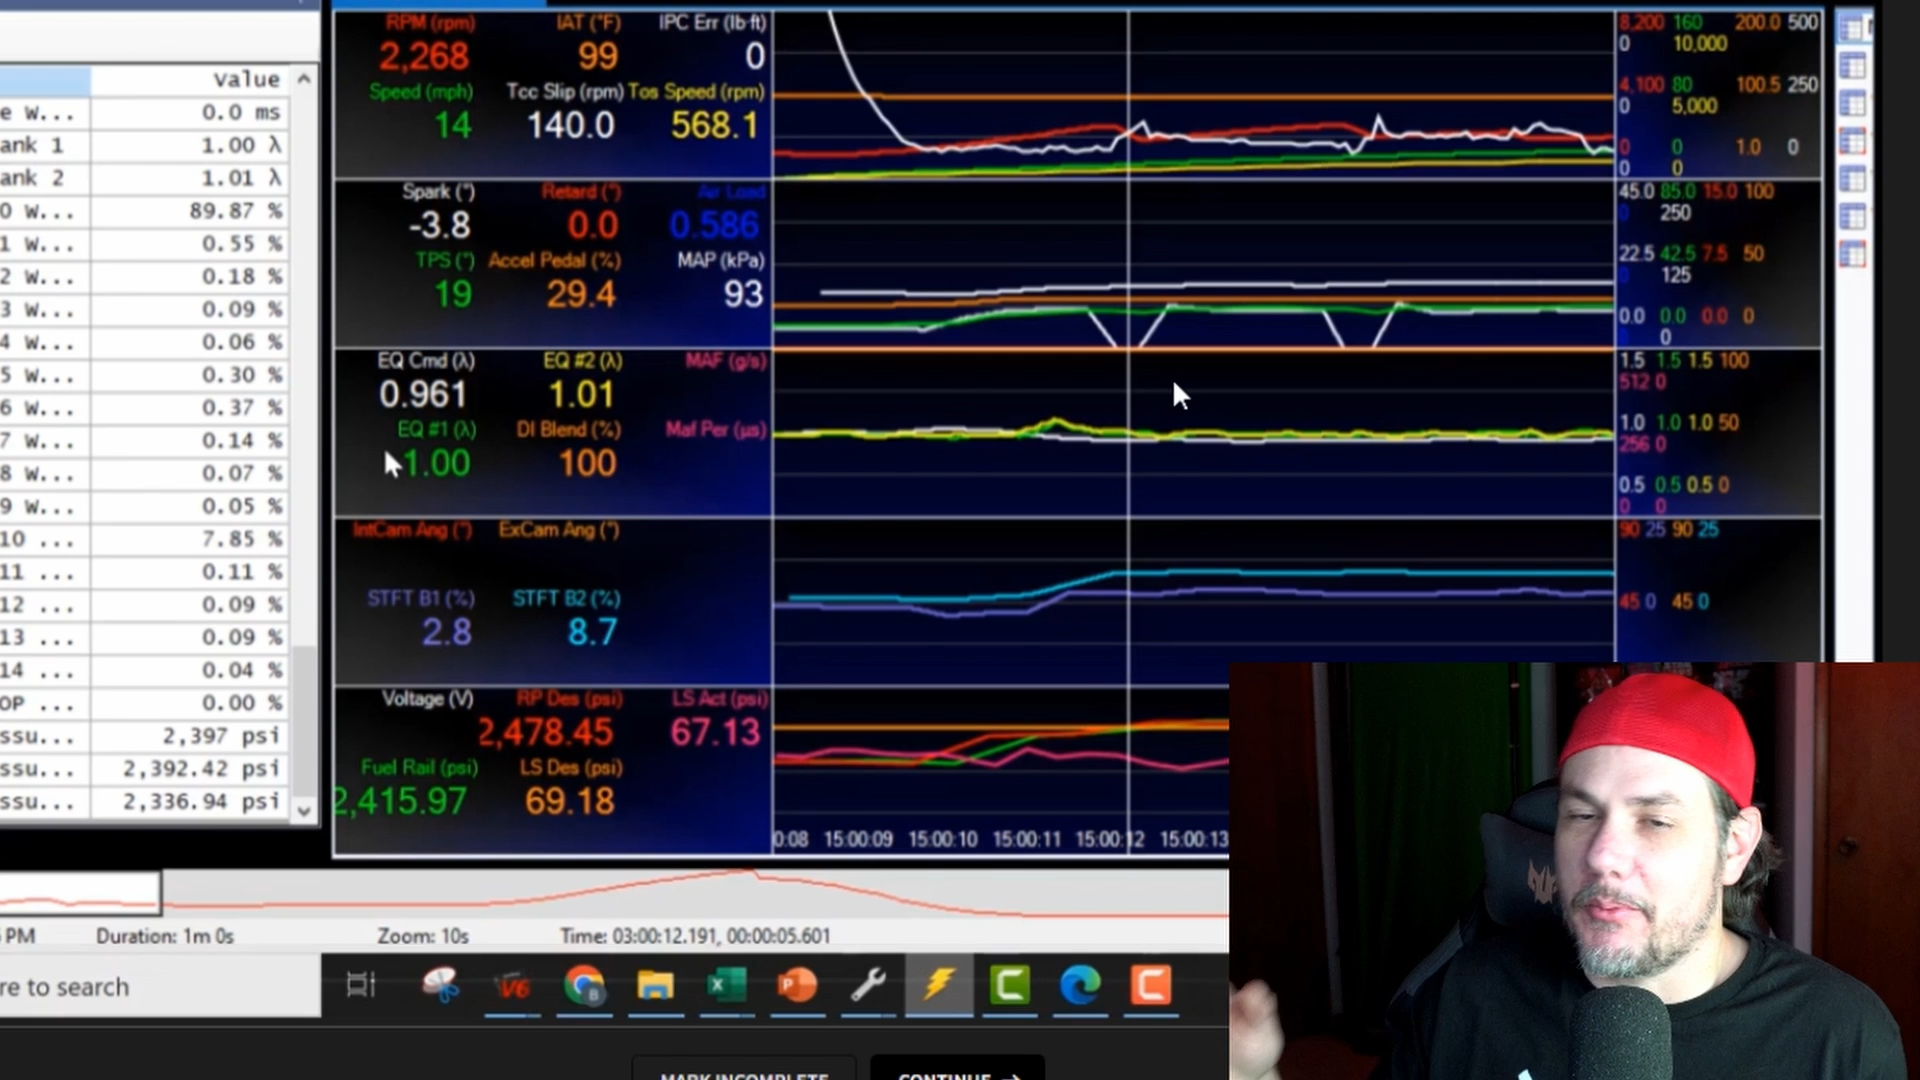 Value
e W... 0.0 ms
ank 1 1.00 λ
ank 2 1.01 λ
0 W... 89.87 %
1 W... 0.55 %
2 W... 0.18 %
3 W... 0.09 %
4 W... 0.06 %
5 W... 0.30 %
6 W... 0.37 %
7 W... 0.14 %
8 W... 0.07 %
9 W... 0.05 %
10 ... 7.85 %
11 ... 0.11 %
12 ... 0.09 %
13 ... 0.09 %
14 ... 0.04 %
OP ... 0.00 %
ssu... 2,397 psi
ssu... 2,392.42 psi
ssu... 2,336.94 psi
RPM (rpm) IAT (°F) IPC Err (lb·ft)
2,268 99 0
Speed (mph) Tcc Slip (rpm) Tos Speed (rpm)
14 140.0 568.1
8,200 160 200.0 500
0 10,000
4,100 80 100.5 250
0 5,000
0 0 1.0 0
0 0
Spark (°) Retard (°) Air Load
-3.8 0.0 0.586
TPS (°) Accel Pedal (%) MAP (kPa)
19 29.4 93
45.0 85.0 15.0 100
0 250
22.5 42.5 7.5 50
0 125
0.0 0.0 0.0 0
0 0
EQ Cmd (λ) EQ #2 (λ) MAF (g/s)
0.961 1.01
EQ #1 (λ) DI Blend (%) Maf Per (µs)
1.00 100
1.5 1.5 1.5 100
512 0
1.0 1.0 1.0 50
256 0
0.5 0.5 0.5 0
0 0
IntCam Ang (°) ExCam Ang (°)
STFT B1 (%) STFT B2 (%)
2.8 8.7
90 25 90 25
45 0 45 0
Voltage (V) RP Des (psi) LS Act (psi)
2,478.45 67.13
Fuel Rail (psi) LS Des (psi)
2,415.97 69.18
0:08 15:00:09 15:00:10 15:00:11 15:00:12 15:00:13
PM Duration: 1m 0s Zoom: 10s Time: 03:00:12.191, 00:00:05.601
re to search
V6
MARK INCOMPLETE CONTINUE →